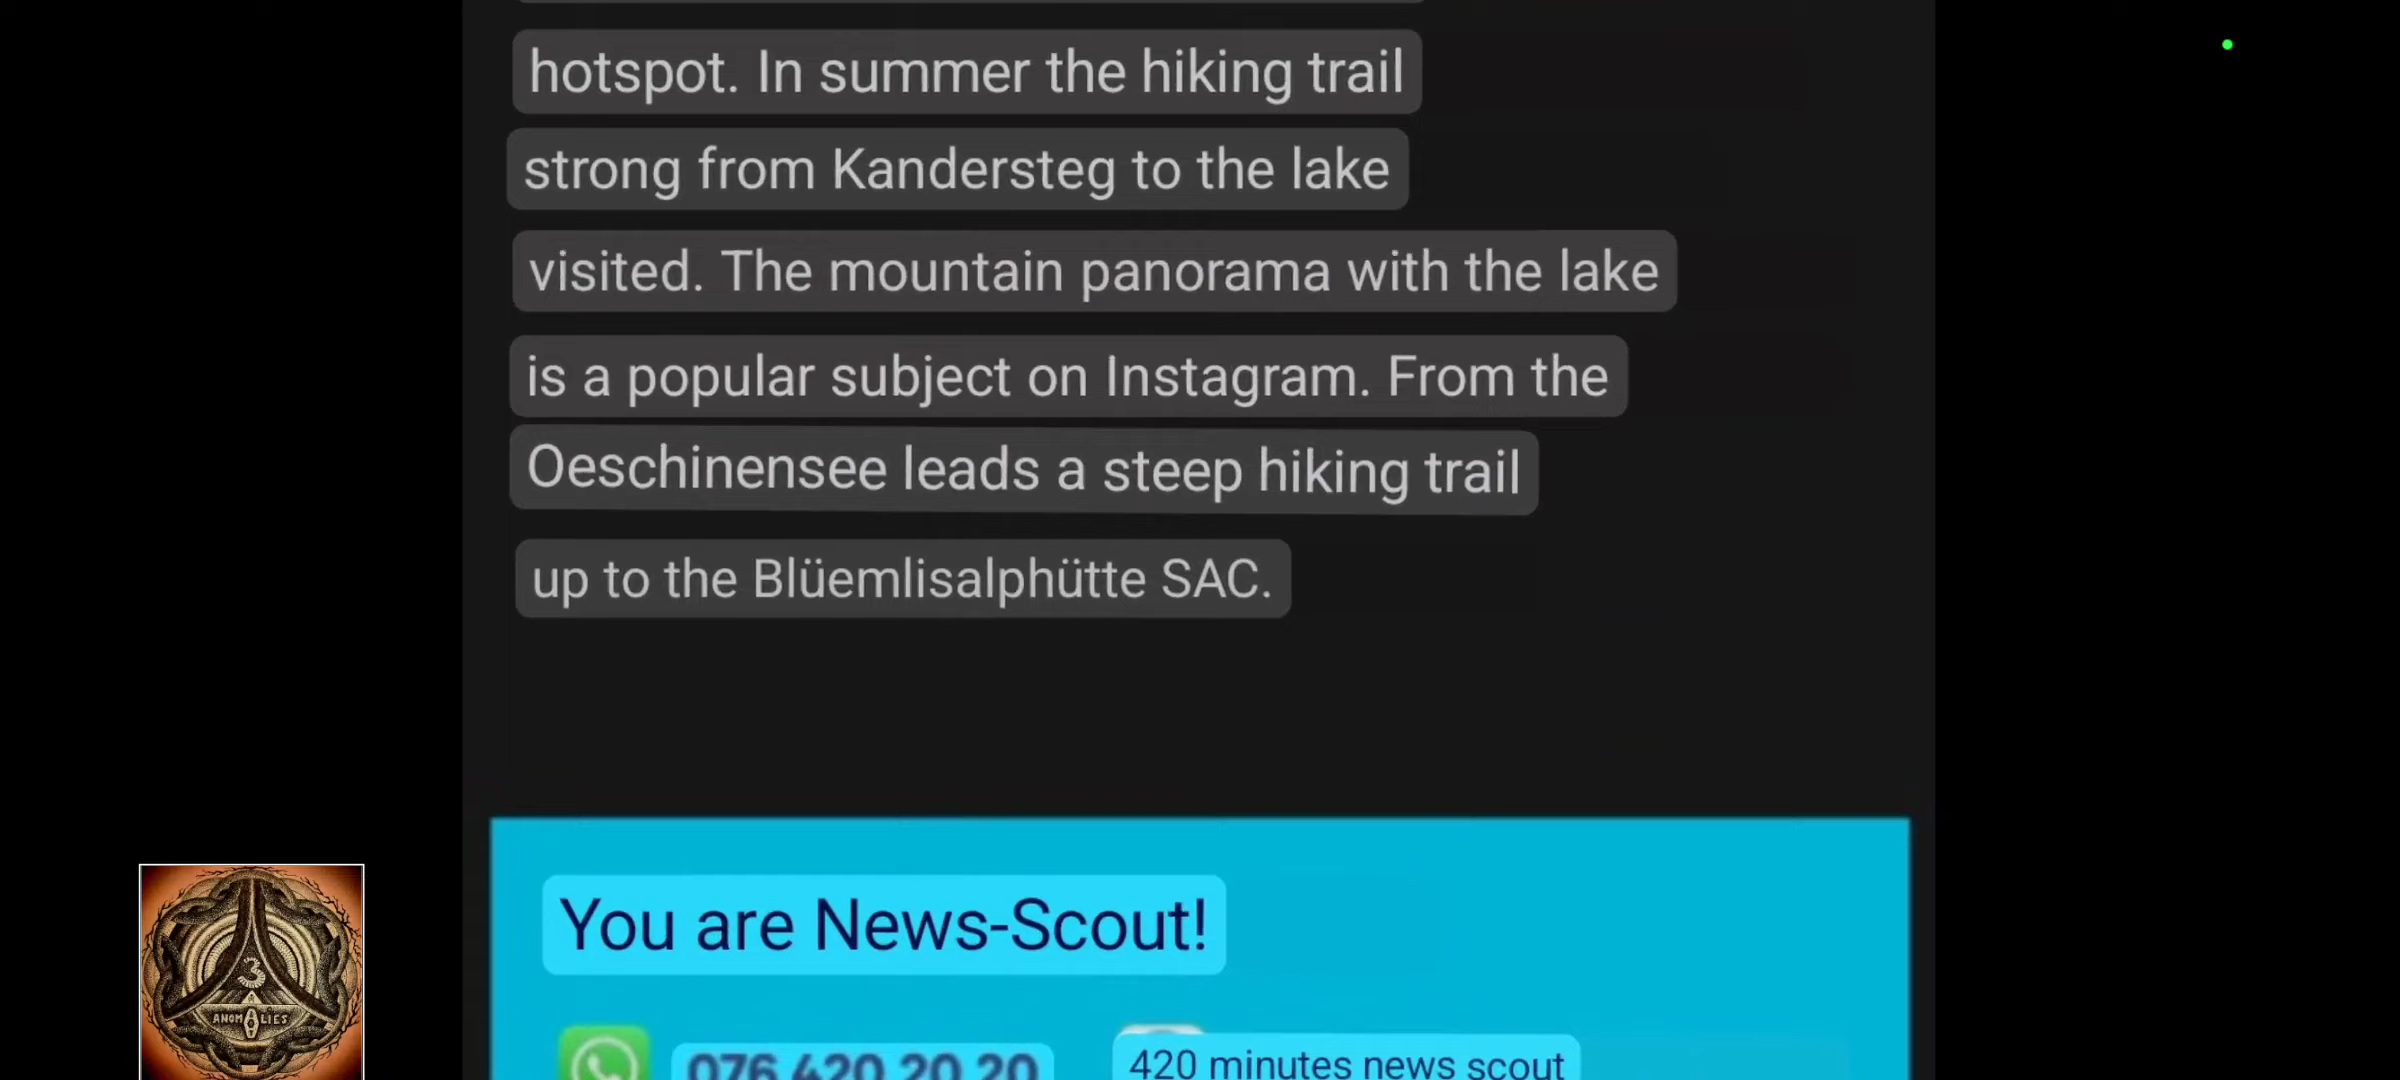 hotspot. In summer the hiking trail
strong from Kandersteg to the lake
visited. The mountain panorama with the lake
is a popular subject on Instagram. From the
Oeschinensee leads a steep hiking trail
up to the Blüemlisalphütte SAC.
You are News-Scout!
076 420 20 20
420 minutes news scout
3
ANOMALIES